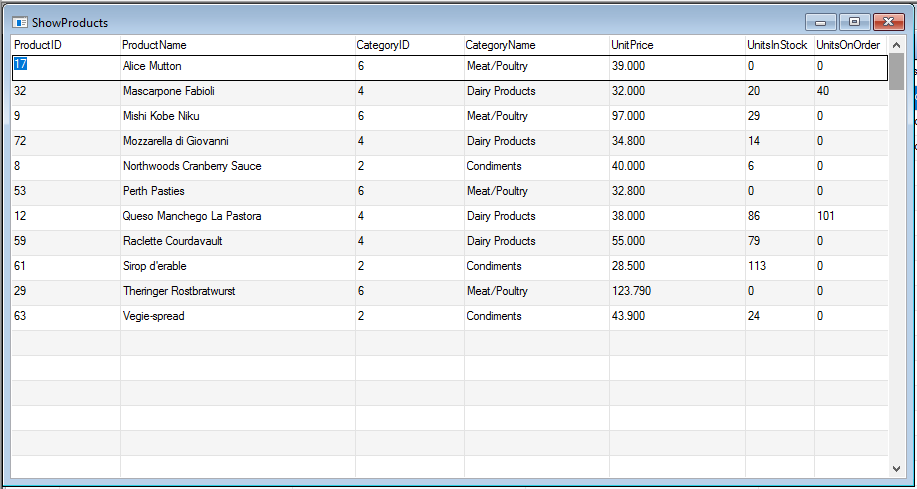 ShowProducts
ProductID ProductName CategoryID CategoryName UnitPrice UnitsInStock UnitsOnOrder
17 Alice Mutton 6 Meat/Poultry 39.000 0 0
32 Mascarpone Fabioli 4 Dairy Products 32.000 20 40
9 Mishi Kobe Niku 6 Meat/Poultry 97.000 29 0
72 Mozzarella di Giovanni 4 Dairy Products 34.800 14 0
8 Northwoods Cranberry Sauce 2 Condiments 40.000 6 0
53 Perth Pasties 6 Meat/Poultry 32.800 0 0
12 Queso Manchego La Pastora 4 Dairy Products 38.000 86 101
59 Raclette Courdavault 4 Dairy Products 55.000 79 0
61 Sirop d'erable 2 Condiments 28.500 113 0
29 Theringer Rostbratwurst 6 Meat/Poultry 123.790 0 0
63 Vegie-spread 2 Condiments 43.900 24 0